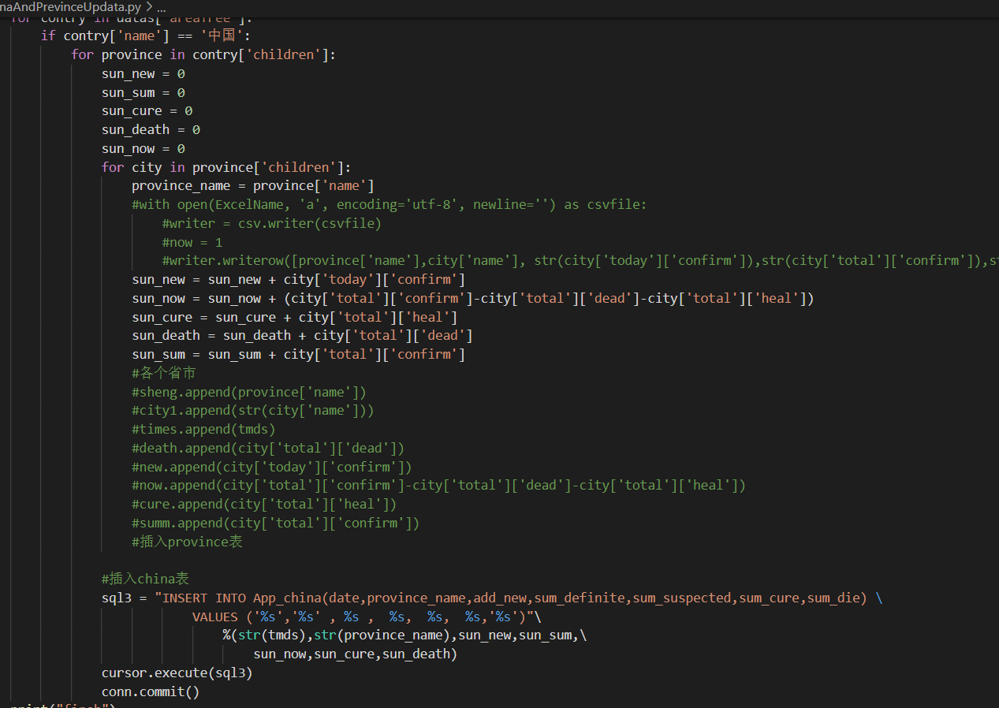 naAndPrevinceUpdata.py > ...
for contry in datas['areaTree']:
if contry['name'] == '中国':
for province in contry['children']:
sun_new = 0
sun_sum = 0
sun_cure = 0
sun_death = 0
sun_now = 0
for city in province['children']:
province_name = province['name']
#with open(ExcelName, 'a', encoding='utf-8', newline='') as csvfile:
#writer = csv.writer(csvfile)
#now = 1
#writer.writerow([province['name'],city['name'], str(city['today']['confirm']),str(city['total']['confirm']),st
sun_new = sun_new + city['today']['confirm']
sun_now = sun_now + (city['total']['confirm']-city['total']['dead']-city['total']['heal'])
sun_cure = sun_cure + city['total']['heal']
sun_death = sun_death + city['total']['dead']
sun_sum = sun_sum + city['total']['confirm']
#各个省市
#sheng.append(province['name'])
#city1.append(str(city['name']))
#times.append(tmds)
#death.append(city['total']['dead'])
#new.append(city['today']['confirm'])
#now.append(city['total']['confirm']-city['total']['dead']-city['total']['heal'])
#cure.append(city['total']['heal'])
#summ.append(city['total']['confirm'])
#插入province表
#插入china表
sql3 = "INSERT INTO App_china(date,province_name,add_new,sum_definite,sum_suspected,sum_cure,sum_die) \
VALUES ('%s','%s' , %s ,  %s,  %s,  %s,'%s')"\
%(str(tmds),str(province_name),sun_new,sun_sum,\
sun_now,sun_cure,sun_death)
cursor.execute(sql3)
conn.commit()